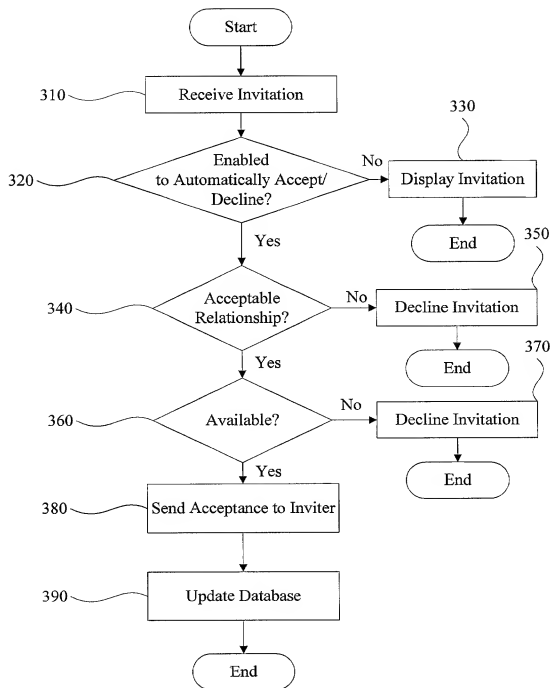 Start
310
Receive Invitation
330
320
Enabled
to Automatically Accept/
Decline?
No
Display Invitation
Yes
End
350
340
Acceptable
Relationship?
No
Decline Invitation
Yes
End
370
360
Available?
No
Decline Invitation
Yes
End
380
Send Acceptance to Inviter
390
Update Database
End